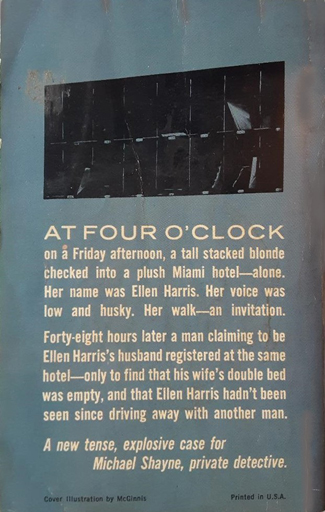 AT FOUR O'CLOCK
on a Friday afternoon, a tall stacked blonde
checked into a plush Miami hotel—alone.
Her name was Ellen Harris. Her voice was
low and husky. Her walk—an invitation.
Forty-eight hours later a man claiming to be
Ellen Harris's husband registered at the same
hotel—only to find that his wife's double bed
was empty, and that Ellen Harris hadn't been
seen since driving away with another man.
A new tense, explosive case for
Michael Shayne, private detective.
Cover Illustration by McGinnis Printed in U.S.A.